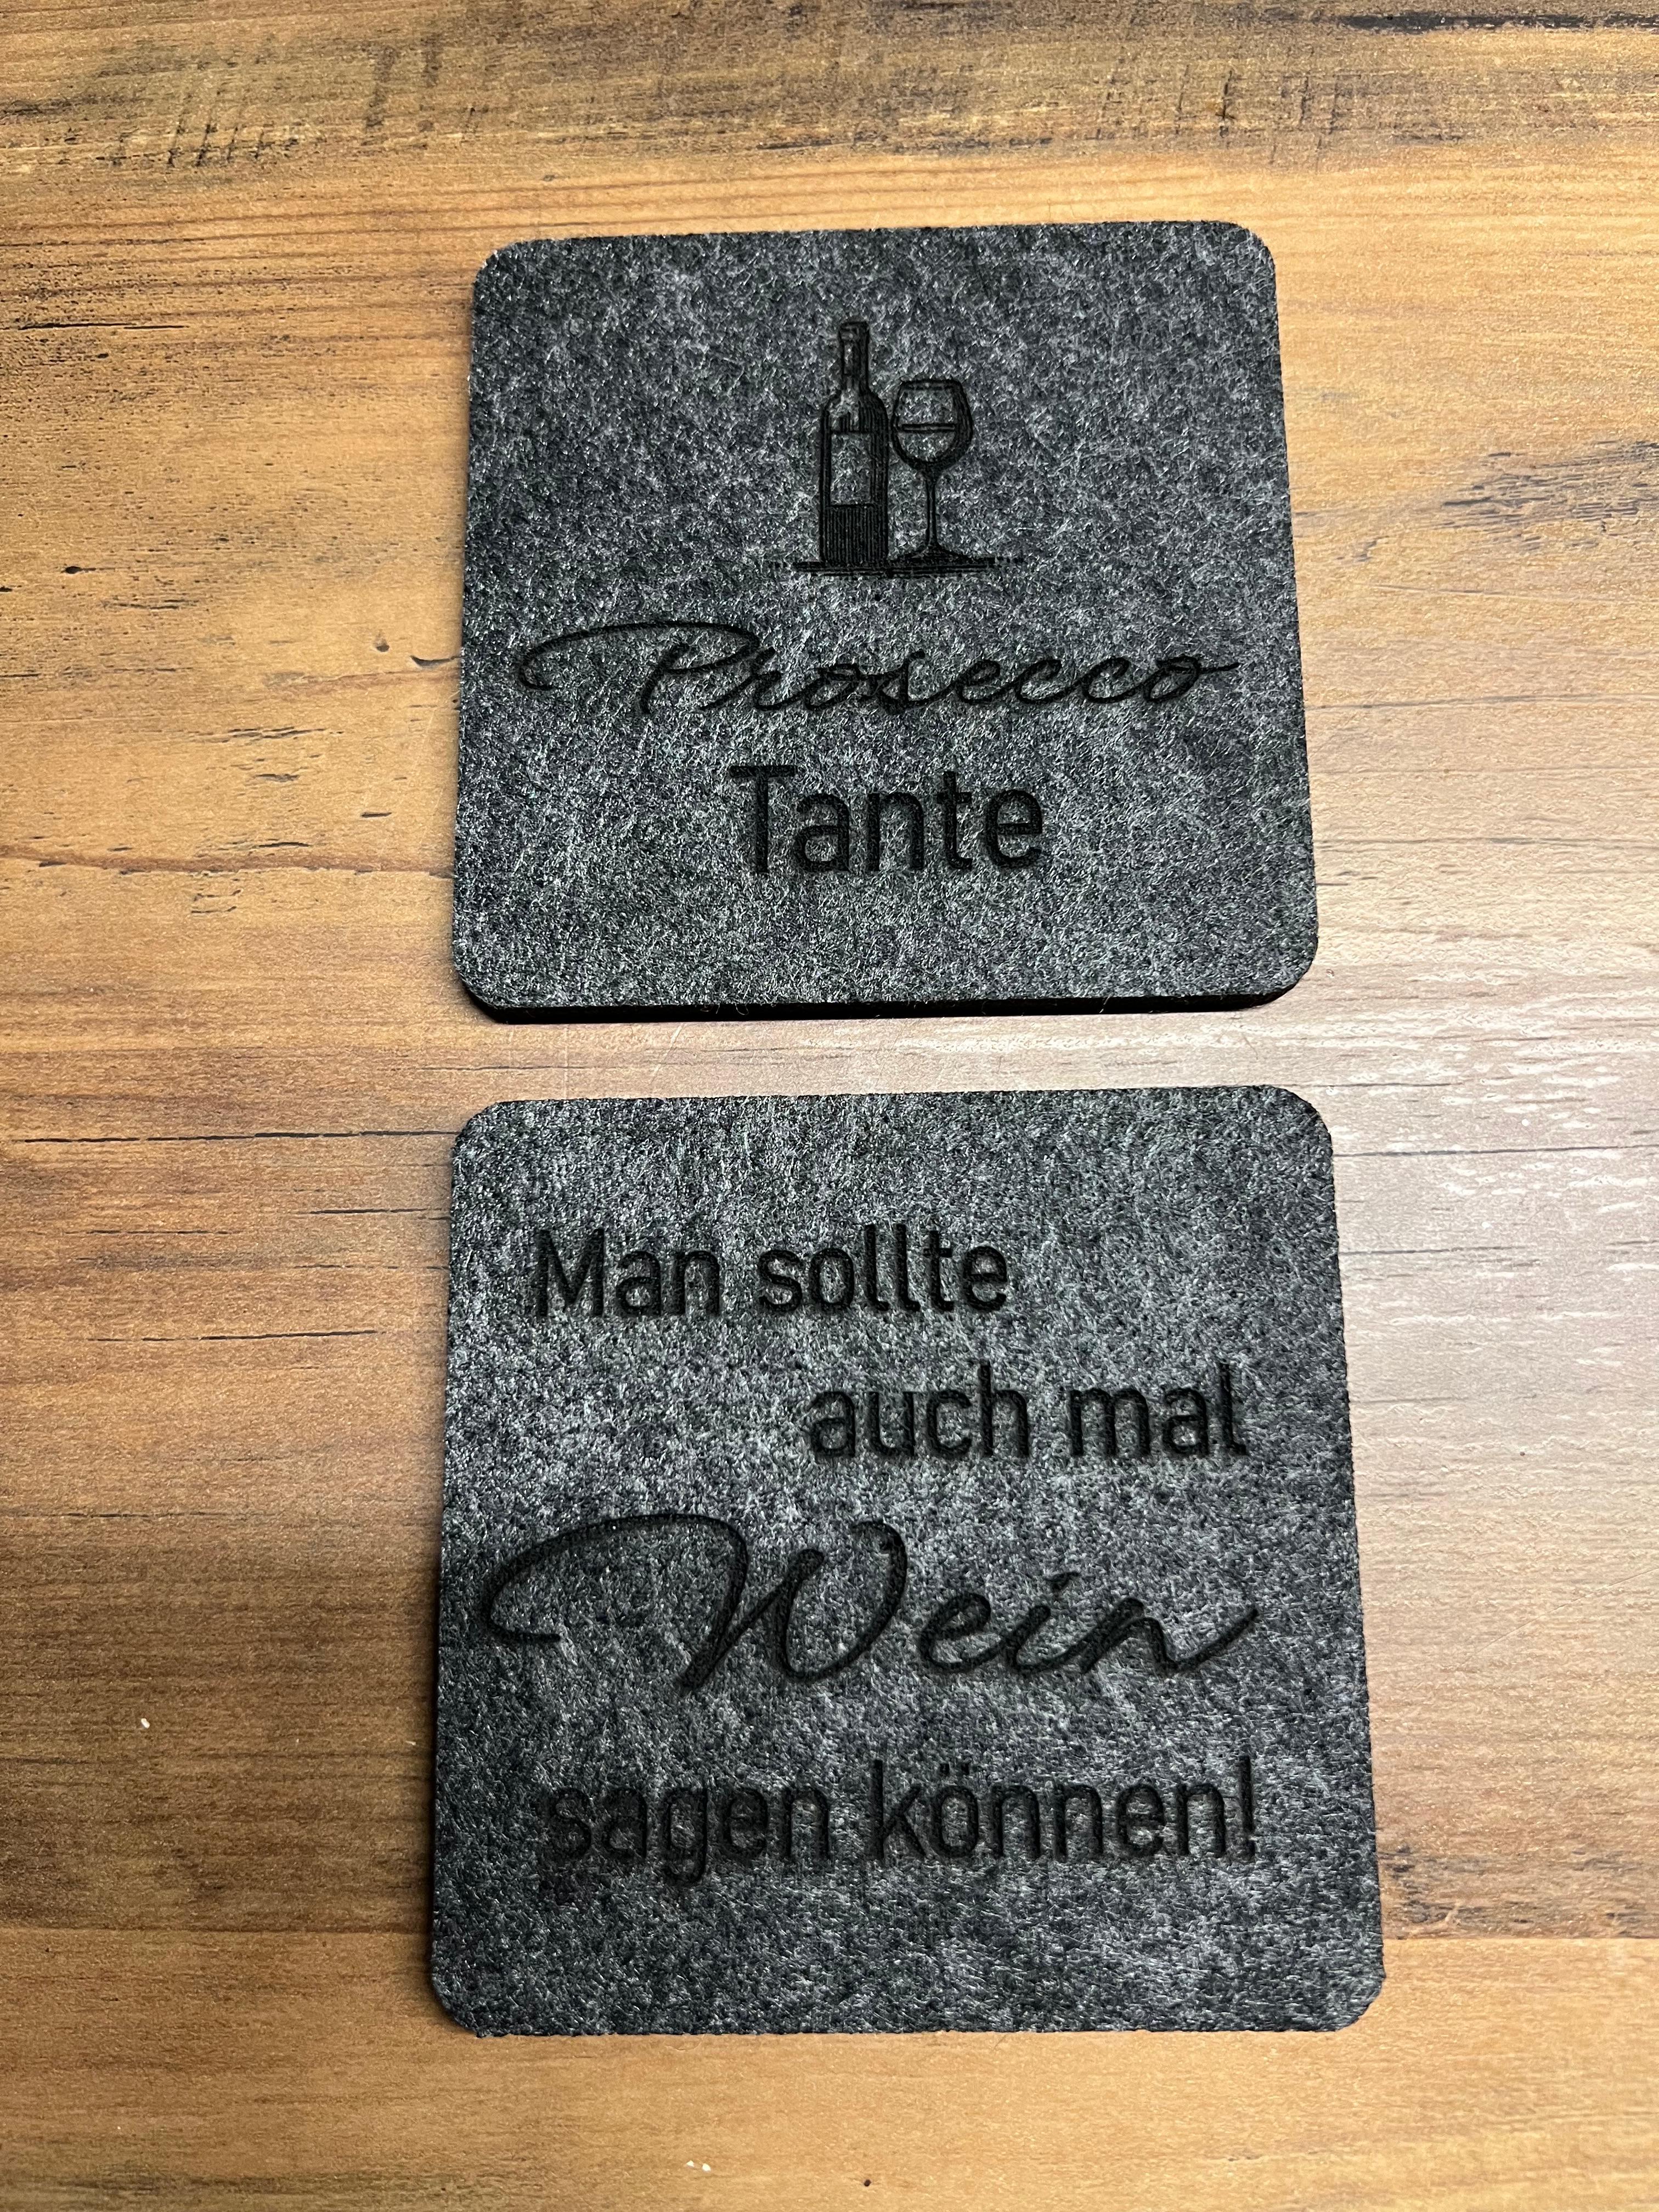 Prosecco
Tante
Man sollte
auch mal
Wein
sagen können!